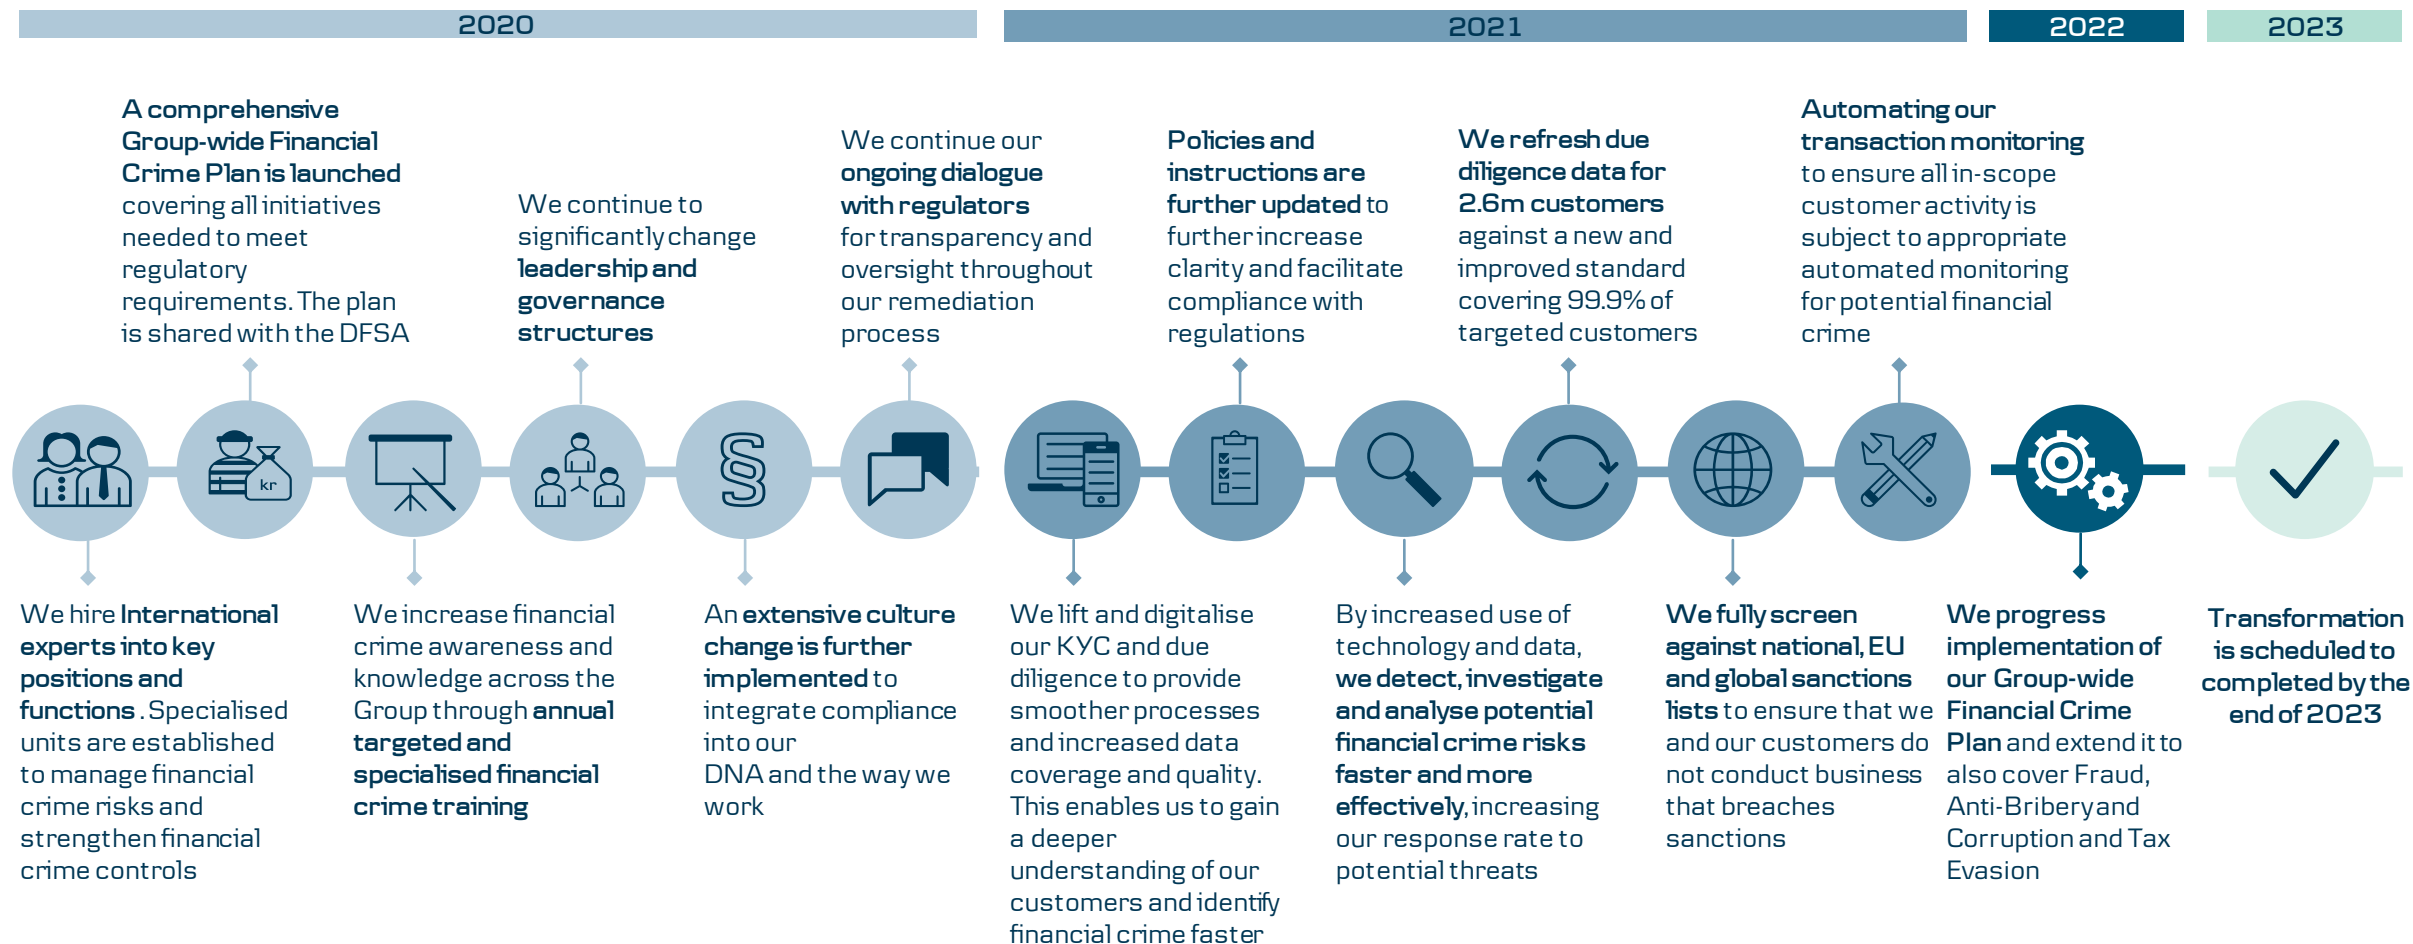 2020
2021
2022
2023
We hire International
experts into key
positions and
functions . Specialised
units are established
to manage financial
crime risks and
strengthen financial
crime controls
A comprehensive
Group-wide Financial
Crime Plan is launched
covering all initiatives
needed to meet
regulatory
requirements. The plan
is shared with the DFSA
kr
We increase financial
crime awareness and
knowledge across the
Group through annual
targeted and
specialised financial
crime training
We continue to
significantly change
leadership and
governance
structures
§
An extensive culture
change is further
implemented to
integrate compliance
into our
DNA and the way we
work
We continue our
ongoing dialogue
with regulators
for transparency and
oversight throughout
our remediation
process
We lift and digitalise
our KYC and due
diligence to provide
smoother processes
and increased data
coverage and quality.
This enables us to gain
a deeper
understanding of our
customers and identify
financial crime faster
Policies and
instructions are
further updated to
further increase
clarity and facilitate
compliance with
regulations
By increased use of
technology and data,
we detect, investigate
and analyse potential
financial crime risks
faster and more
effectively, increasing
our response rate to
potential threats
We refresh due
diligence data for
2.6m customers
against a new and
improved standard
covering 99.9% of
targeted customers
We fully screen
against national, EU
and global sanctions
lists to ensure that we
and our customers do
not conduct business
that breaches
sanctions
Automating our
transaction monitoring
to ensure all in-scope
customer activity is
subject to appropriate
automated monitoring
for potential financial
crime
We progress
implementation of
our Group-wide
Financial Crime
Plan and extend it to
also cover Fraud,
Anti-Bribery and
Corruption and Tax
Evasion
Transformation
is scheduled to
completed by the
end of 2023